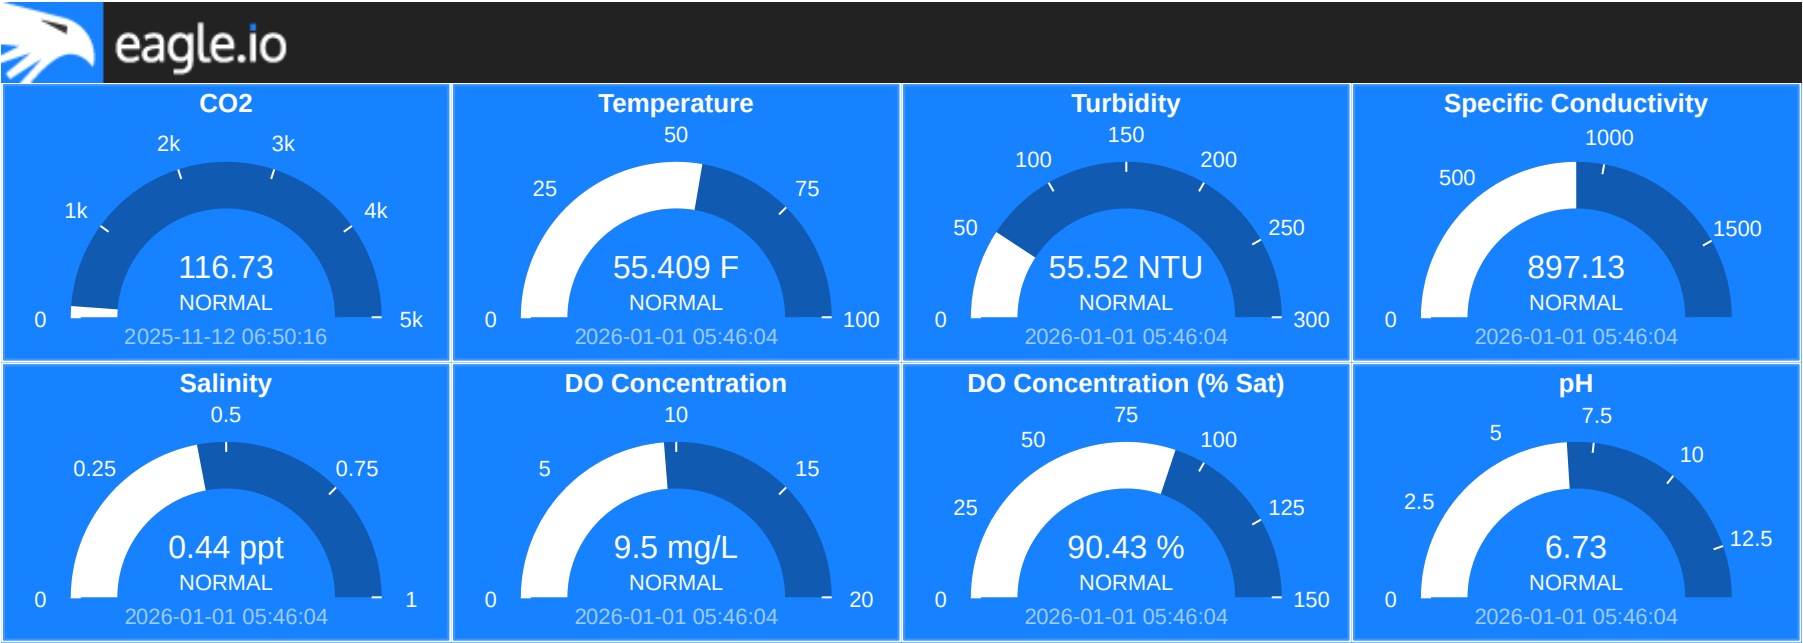 eagle.io
CO2
0
1k
2k
3k
4k
5k
116.73
NORMAL
2025-11-12 06:50:16
Temperature
0
25
50
75
100
55.409 F
NORMAL
2026-01-01 05:46:04
Turbidity
0
50
100
150
200
250
300
55.52 NTU
NORMAL
2026-01-01 05:46:04
Specific Conductivity
0
500
1000
1500
897.13
NORMAL
2026-01-01 05:46:04
Salinity
0
0.25
0.5
0.75
1
0.44 ppt
NORMAL
2026-01-01 05:46:04
DO Concentration
0
5
10
15
20
9.5 mg/L
NORMAL
2026-01-01 05:46:04
DO Concentration (% Sat)
0
25
50
75
100
125
150
90.43 %
NORMAL
2026-01-01 05:46:04
pH
0
2.5
5
7.5
10
12.5
6.73
NORMAL
2026-01-01 05:46:04